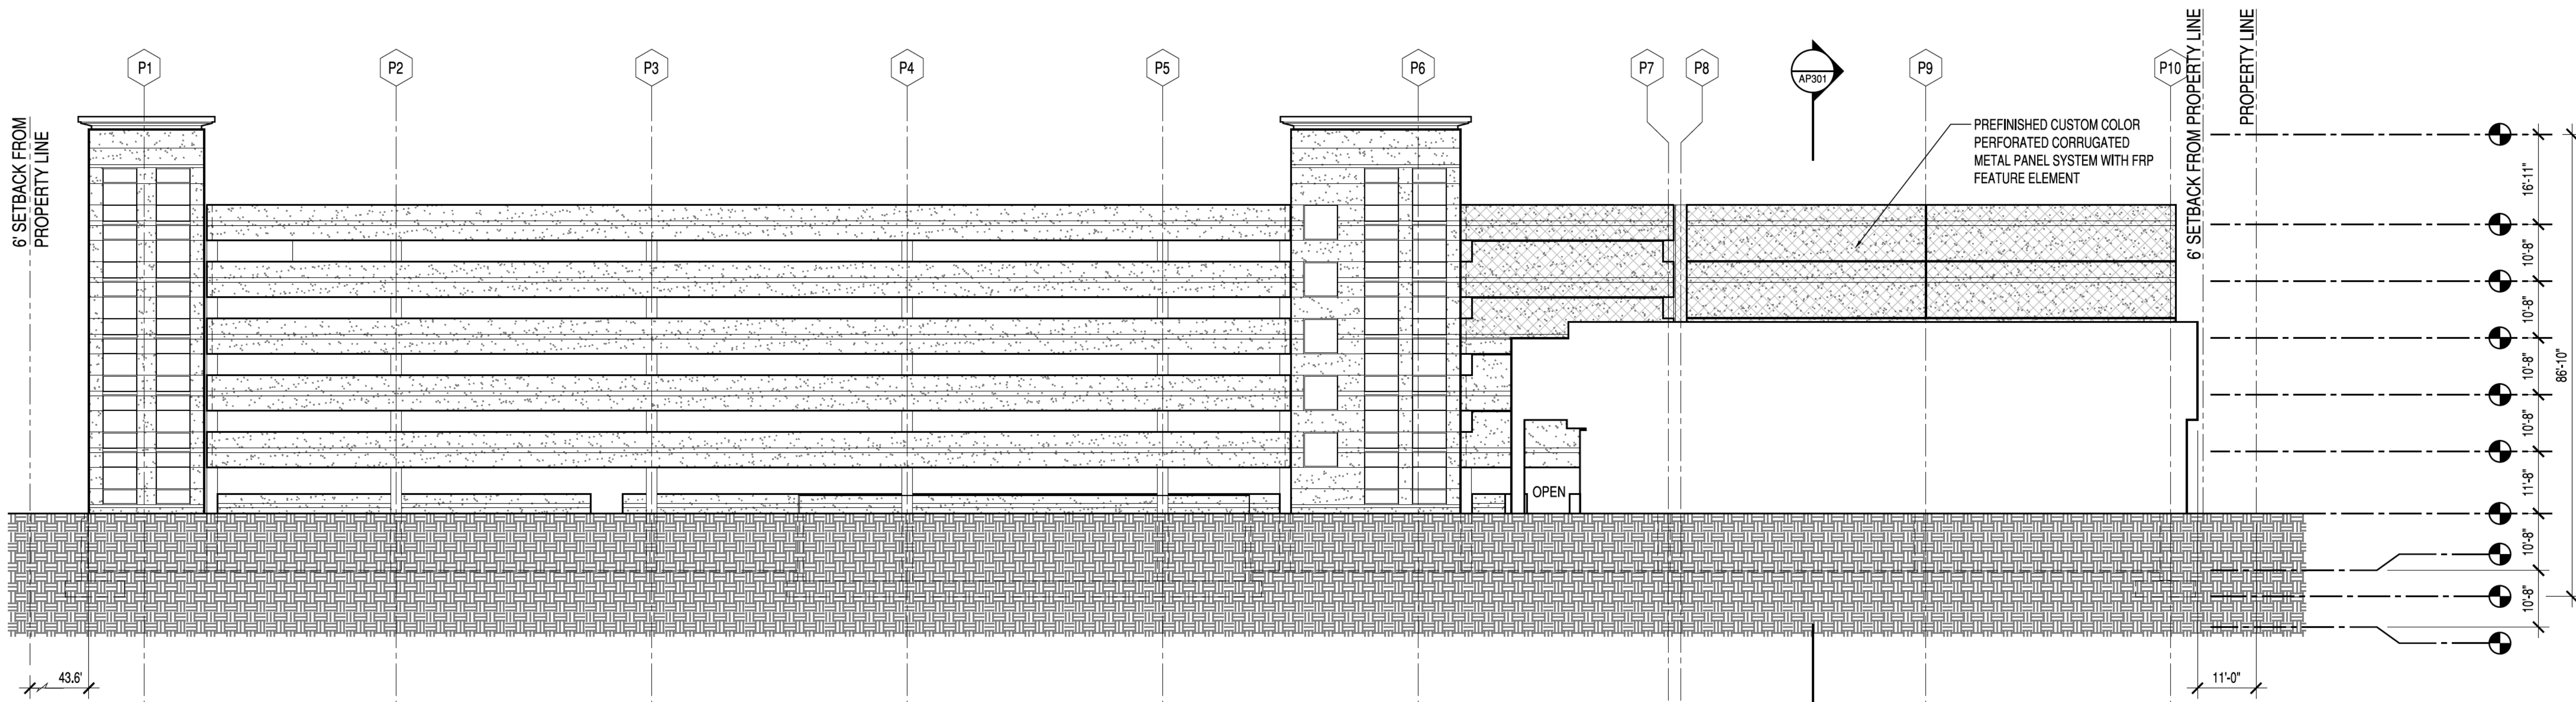 P1
P2
P3
P4
P5
P6
P7
P8
AP301
P9
P10
6' SETBACK FROM PROPERTY LINE
PROPERTY LINE
6' SETBACK FROM
PROPERTY LINE
PREFINISHED CUSTOM COLOR
PERFORATED CORRUGATED
METAL PANEL SYSTEM WITH FRP
FEATURE ELEMENT
16'-11"
10'-8"
10'-8"
10'-8"
10'-8"
11'-8"
10'-8"
10'-8"
86'-10"
OPEN
43.6'
11'-0"